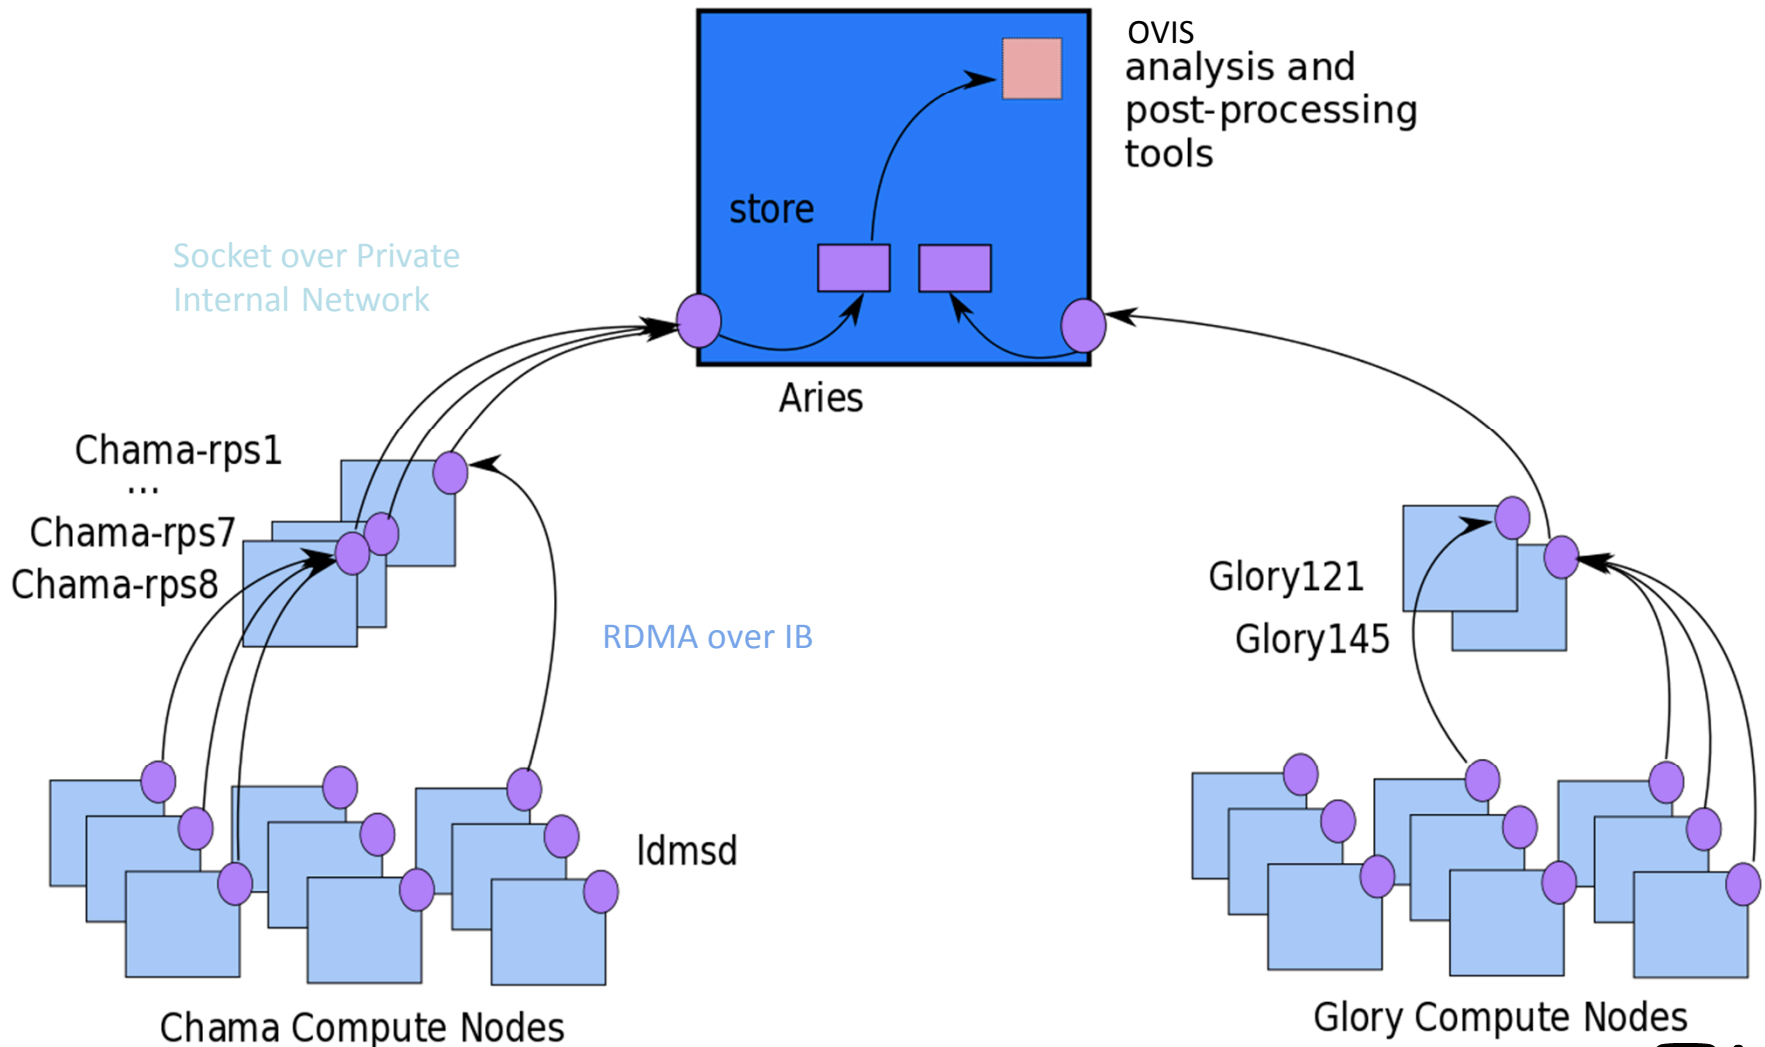 OVIS
analysis and
post-processing
tools
store
Socket over Private
Internal Network
Aries
Chama-rps1
...
Chama-rps7
Chama-rps8
RDMA over IB
Glory121
Glory145
ldmsd
Chama Compute Nodes
Glory Compute Nodes